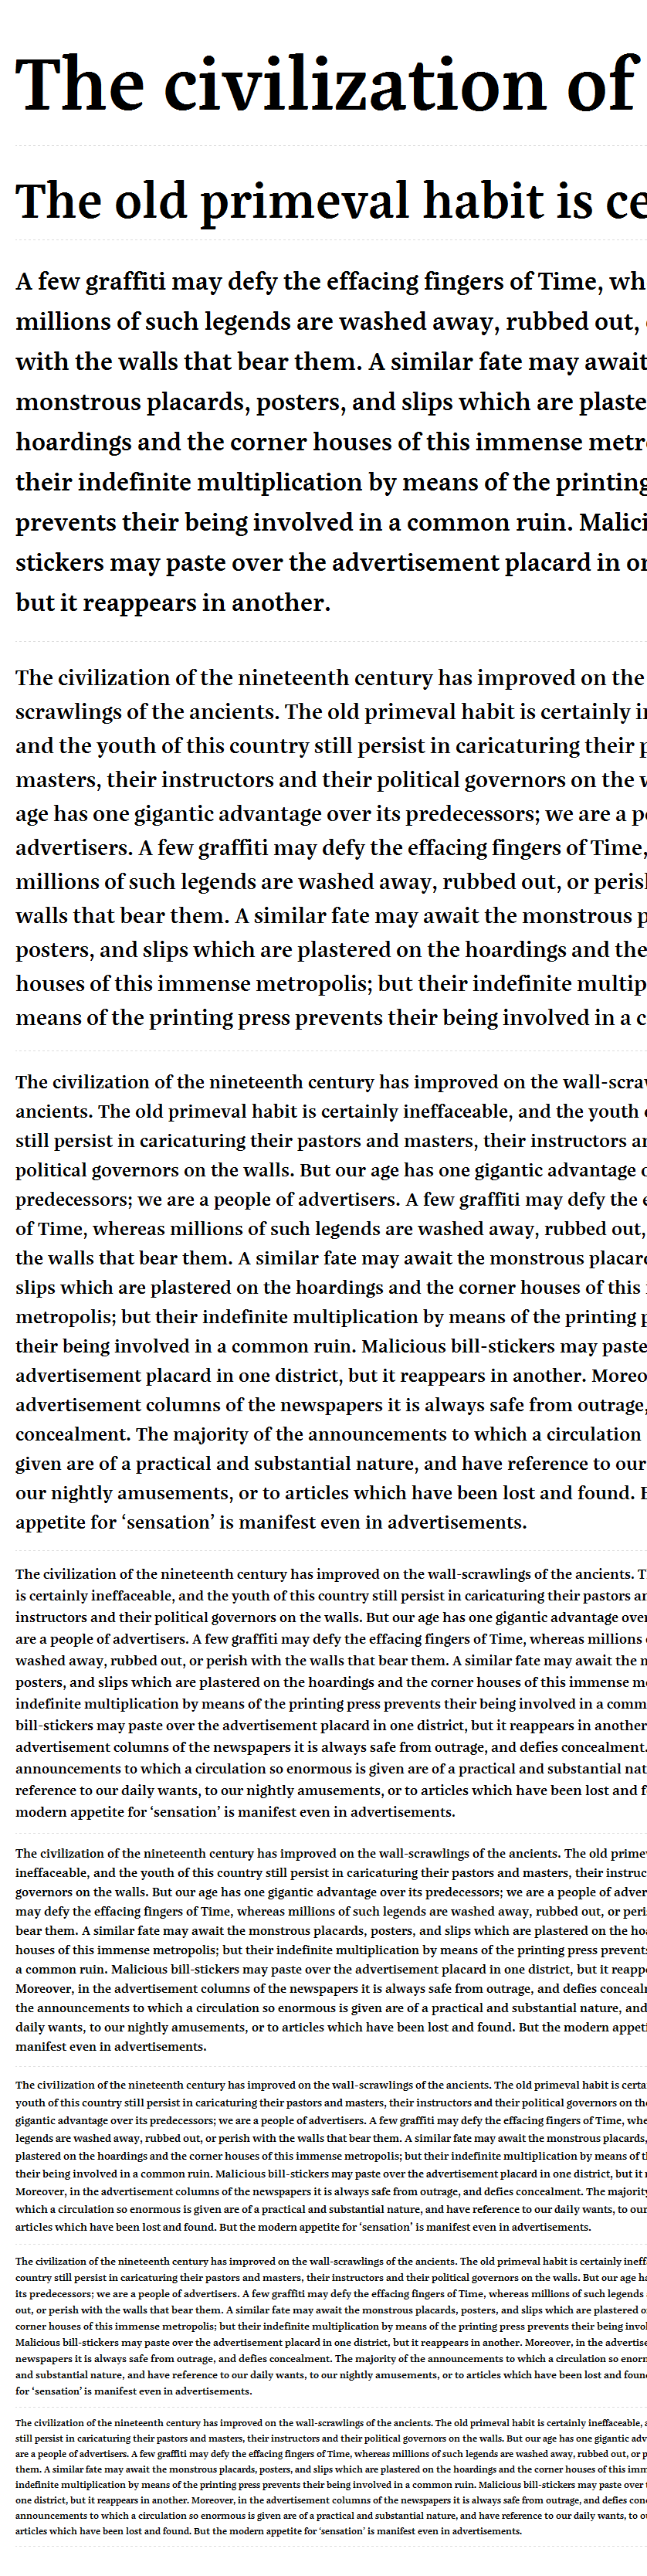 The civilization of
The old primeval habit is ce
A few graffiti may defy the effacing fingers of Time, wh
millions of such legends are washed away, rubbed out,
with the walls that bear them. A similar fate may await
monstrous placards, posters, and slips which are plaste
hoardings and the corner houses of this immense metr
their indefinite multiplication by means of the printing
prevents their being involved in a common ruin. Malici
stickers may paste over the advertisement placard in o
but it reappears in another.
The civilization of the nineteenth century has improved on the
scrawlings of the ancients. The old primeval habit is certainly i
and the youth of this country still persist in caricaturing their p
masters, their instructors and their political governors on the w
age has one gigantic advantage over its predecessors; we are a p
advertisers. A few graffiti may defy the effacing fingers of Time,
millions of such legends are washed away, rubbed out, or peris
walls that bear them. A similar fate may await the monstrous p
posters, and slips which are plastered on the hoardings and the
houses of this immense metropolis; but their indefinite multip
means of the printing press prevents their being involved in a c
The civilization of the nineteenth century has improved on the wall-scra
ancients. The old primeval habit is certainly ineffaceable, and the youth
still persist in caricaturing their pastors and masters, their instructors a
political governors on the walls. But our age has one gigantic advantage
predecessors; we are a people of advertisers. A few graffiti may defy the
of Time, whereas millions of such legends are washed away, rubbed out,
the walls that bear them. A similar fate may await the monstrous placar
slips which are plastered on the hoardings and the corner houses of this
metropolis; but their indefinite multiplication by means of the printing p
their being involved in a common ruin. Malicious bill-stickers may paste
advertisement placard in one district, but it reappears in another. Moreo
advertisement columns of the newspapers it is always safe from outrage,
concealment. The majority of the announcements to which a circulation
given are of a practical and substantial nature, and have reference to our
our nightly amusements, or to articles which have been lost and found.
appetite for ‘sensation’ is manifest even in advertisements.
The civilization of the nineteenth century has improved on the wall-scrawlings of the ancients. T
is certainly ineffaceable, and the youth of this country still persist in caricaturing their pastors an
instructors and their political governors on the walls. But our age has one gigantic advantage over
are a people of advertisers. A few graffiti may defy the effacing fingers of Time, whereas millions
washed away, rubbed out, or perish with the walls that bear them. A similar fate may await the m
posters, and slips which are plastered on the hoardings and the corner houses of this immense m
indefinite multiplication by means of the printing press prevents their being involved in a comm
bill-stickers may paste over the advertisement placard in one district, but it reappears in another
advertisement columns of the newspapers it is always safe from outrage, and defies concealment.
announcements to which a circulation so enormous is given are of a practical and substantial nat
reference to our daily wants, to our nightly amusements, or to articles which have been lost and f
modern appetite for ‘sensation’ is manifest even in advertisements.
The civilization of the nineteenth century has improved on the wall-scrawlings of the ancients. The old prime
ineffaceable, and the youth of this country still persist in caricaturing their pastors and masters, their instruc
governors on the walls. But our age has one gigantic advantage over its predecessors; we are a people of adver
may defy the effacing fingers of Time, whereas millions of such legends are washed away, rubbed out, or peri
bear them. A similar fate may await the monstrous placards, posters, and slips which are plastered on the hoa
houses of this immense metropolis; but their indefinite multiplication by means of the printing press prevents
a common ruin. Malicious bill-stickers may paste over the advertisement placard in one district, but it reapp
Moreover, in the advertisement columns of the newspapers it is always safe from outrage, and defies conceal
the announcements to which a circulation so enormous is given are of a practical and substantial nature, and
daily wants, to our nightly amusements, or to articles which have been lost and found. But the modern appeti
manifest even in advertisements.
The civilization of the nineteenth century has improved on the wall-scrawlings of the ancients. The old primeval habit is certa
youth of this country still persist in caricaturing their pastors and masters, their instructors and their political governors on th
gigantic advantage over its predecessors; we are a people of advertisers. A few graffiti may defy the effacing fingers of Time, whe
legends are washed away, rubbed out, or perish with the walls that bear them. A similar fate may await the monstrous placards,
plastered on the hoardings and the corner houses of this immense metropolis; but their indefinite multiplication by means of t
their being involved in a common ruin. Malicious bill-stickers may paste over the advertisement placard in one district, but it r
Moreover, in the advertisement columns of the newspapers it is always safe from outrage, and defies concealment. The majority
which a circulation so enormous is given are of a practical and substantial nature, and have reference to our daily wants, to our
articles which have been lost and found. But the modern appetite for ‘sensation’ is manifest even in advertisements.
The civilization of the nineteenth century has improved on the wall-scrawlings of the ancients. The old primeval habit is certainly ineff
country still persist in caricaturing their pastors and masters, their instructors and their political governors on the walls. But our age ha
its predecessors; we are a people of advertisers. A few graffiti may defy the effacing fingers of Time, whereas millions of such legends
out, or perish with the walls that bear them. A similar fate may await the monstrous placards, posters, and slips which are plastered o
corner houses of this immense metropolis; but their indefinite multiplication by means of the printing press prevents their being invol
Malicious bill-stickers may paste over the advertisement placard in one district, but it reappears in another. Moreover, in the advertise
newspapers it is always safe from outrage, and defies concealment. The majority of the announcements to which a circulation so enorm
and substantial nature, and have reference to our daily wants, to our nightly amusements, or to articles which have been lost and foun
for ‘sensation’ is manifest even in advertisements.
The civilization of the nineteenth century has improved on the wall-scrawlings of the ancients. The old primeval habit is certainly ineffaceable, a
still persist in caricaturing their pastors and masters, their instructors and their political governors on the walls. But our age has one gigantic adv
are a people of advertisers. A few graffiti may defy the effacing fingers of Time, whereas millions of such legends are washed away, rubbed out, or p
them. A similar fate may await the monstrous placards, posters, and slips which are plastered on the hoardings and the corner houses of this imm
indefinite multiplication by means of the printing press prevents their being involved in a common ruin. Malicious bill-stickers may paste over
one district, but it reappears in another. Moreover, in the advertisement columns of the newspapers it is always safe from outrage, and defies con
announcements to which a circulation so enormous is given are of a practical and substantial nature, and have reference to our daily wants, to o
articles which have been lost and found. But the modern appetite for ‘sensation’ is manifest even in advertisements.